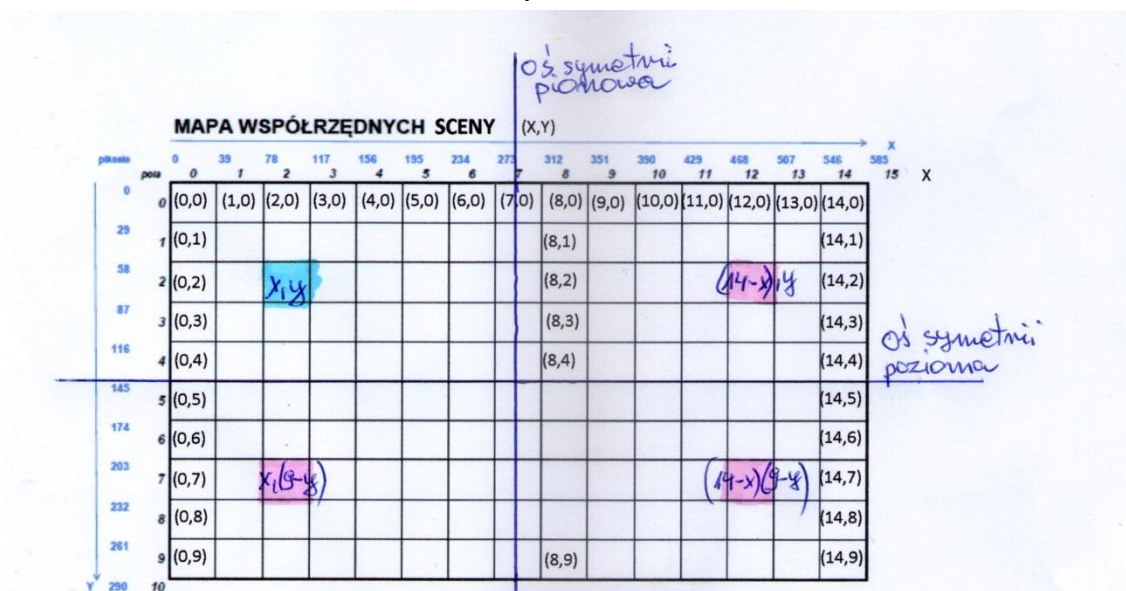 oś symetrii
pionowa
MAPA WSPÓŁRZĘDNYCH SCENY (X,Y)
X
piksele 0 39 78 117 156 195 234 273 312 351 390 429 468 507 546 585
pola 0 1 2 3 4 5 6 7 8 9 10 11 12 13 14 15 X
0 0 (0,0) (1,0) (2,0) (3,0) (4,0) (5,0) (6,0) (7,0) (8,0) (9,0) (10,0) (11,0) (12,0) (13,0) (14,0)
29 1 (0,1) (8,1) (14,1)
58 2 (0,2) x,y (8,2) (14-x),y (14,2)
87 3 (0,3) (8,3) (14,3)
116 4 (0,4) (8,4) (14,4)
oś symetrii
pozioma
145 5 (0,5) (14,5)
174 6 (0,6) (14,6)
203 7 (0,7) x,(9-y) (14-x)(9-y) (14,7)
232 8 (0,8) (14,8)
261 9 (0,9) (8,9) (14,9)
Y 290 10